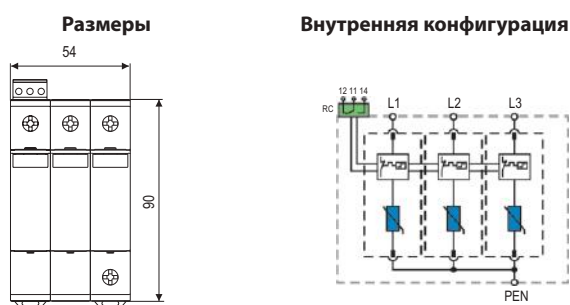 Размеры
Внутренняя конфигурация
54
90
12 11 14
RC
L1 L2 L3
PEN